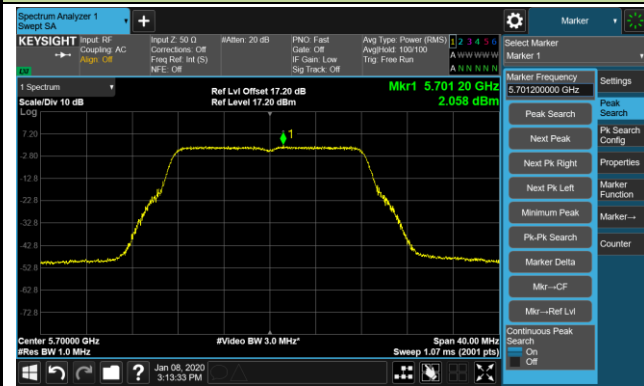 Spectrum Analyzer 1
Swept SA
Marker
KEYSIGHT
Input: RF
Coupling: AC
Align: Off
Input Z: 50 Ω
Corrections: Off
Freq Ref: Int (S)
NFE: Off
#Atten: 20 dB
PNO: Fast
Gate: Off
IF Gain: Low
Sig Track: Off
Avg Type: Power (RMS)
Avg|Hold: 100/100
Trig: Free Run
1 2 3 4 5 6
A W W W W W
A N N N N N
LXI
Select Marker
Marker 1
1 Spectrum
Scale/Div 10 dB
Ref Lvl Offset 17.20 dB
Ref Level 17.20 dBm
Mkr1 5.701 20 GHz
2.058 dBm
Log
7.20
-2.80
-12.8
-22.8
-32.8
-42.8
-52.8
-62.8
-72.8
1
Center 5.70000 GHz
#Res BW 1.0 MHz
#Video BW 3.0 MHz*
Span 40.00 MHz
Sweep 1.07 ms (2001 pts)
Marker Frequency
5.701200000 GHz
Peak Search
Next Peak
Next Pk Right
Next Pk Left
Minimum Peak
Pk-Pk Search
Marker Delta
Mkr→CF
Mkr→Ref Lvl
Continuous Peak
Search
On
Off
Settings
Peak
Search
Pk Search
Config
Properties
Marker
Function
Marker→
Counter
Jan 08, 2020
3:13:33 PM